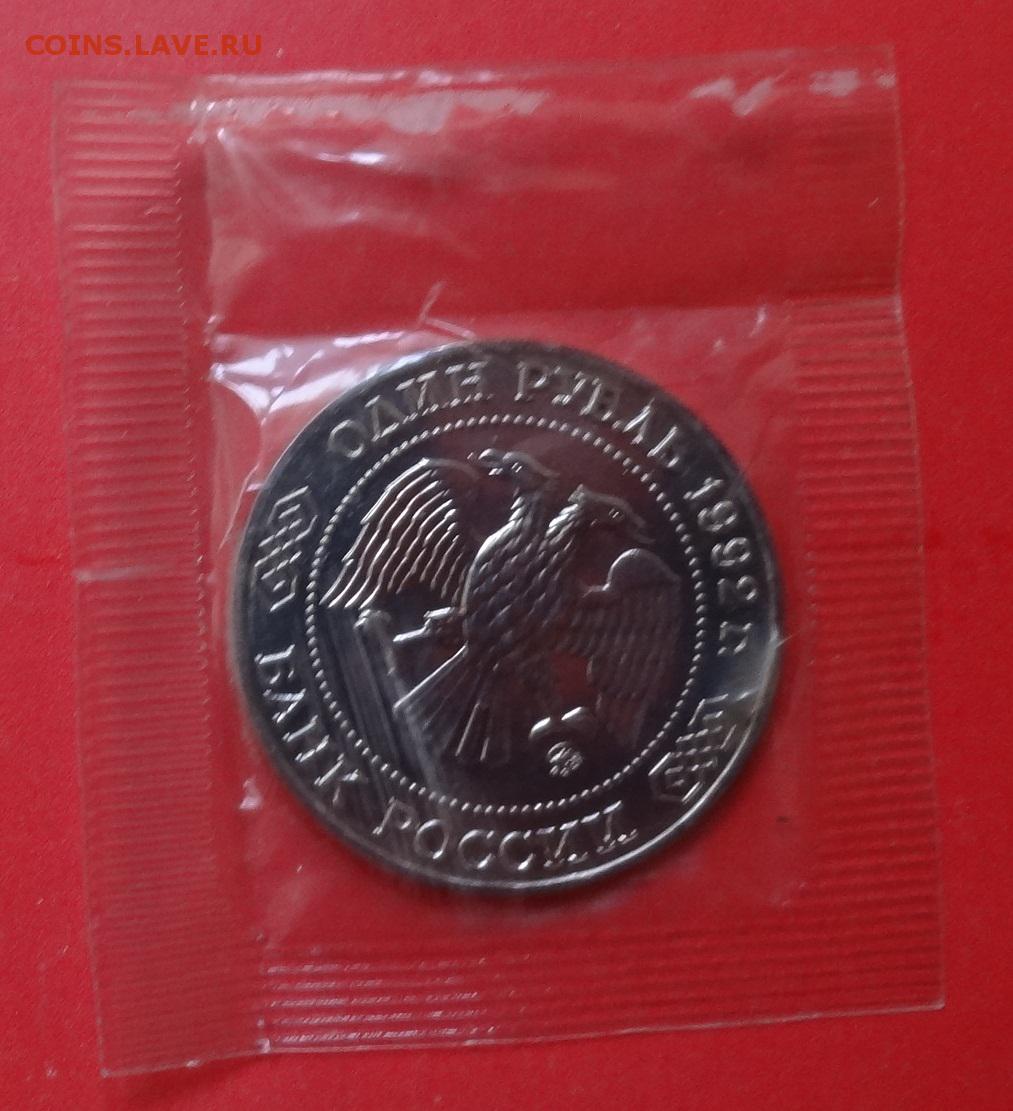 COINS.LAVE.RU
ОДИН РУБЛЬ 1992 г.
БАНК РОССИИ